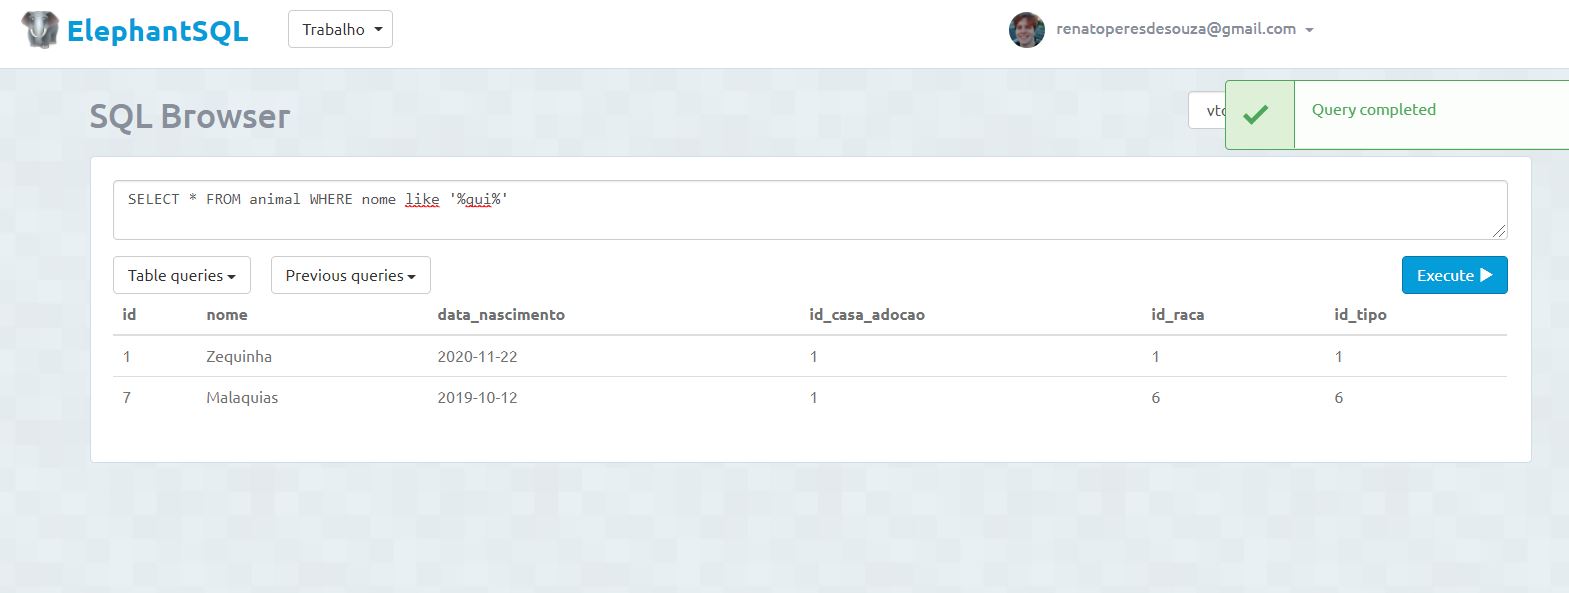 ElephantSQL Trabalho renatoperesdesouza@gmail.com
SQL Browser
Query completed
SELECT * FROM animal WHERE nome like '%qui%'
Table queries Previous queries Execute
id nome data_nascimento id_casa_adocao id_raca id_tipo
1 Zequinha 2020-11-22 1 1 1
7 Malaquias 2019-10-12 1 6 6